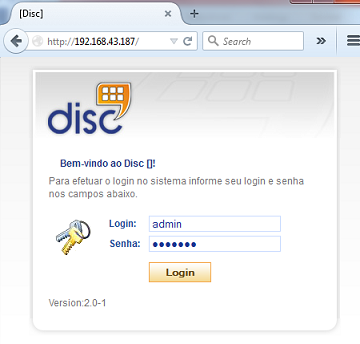 [Disc]
http://192.168.43.187/
Search
disc
Bem-vindo ao Disc []!
Para efetuar o login no sistema informe seu login e senha
nos campos abaixo.
Login: admin
Senha: •••••••
Login
Version:2.0-1